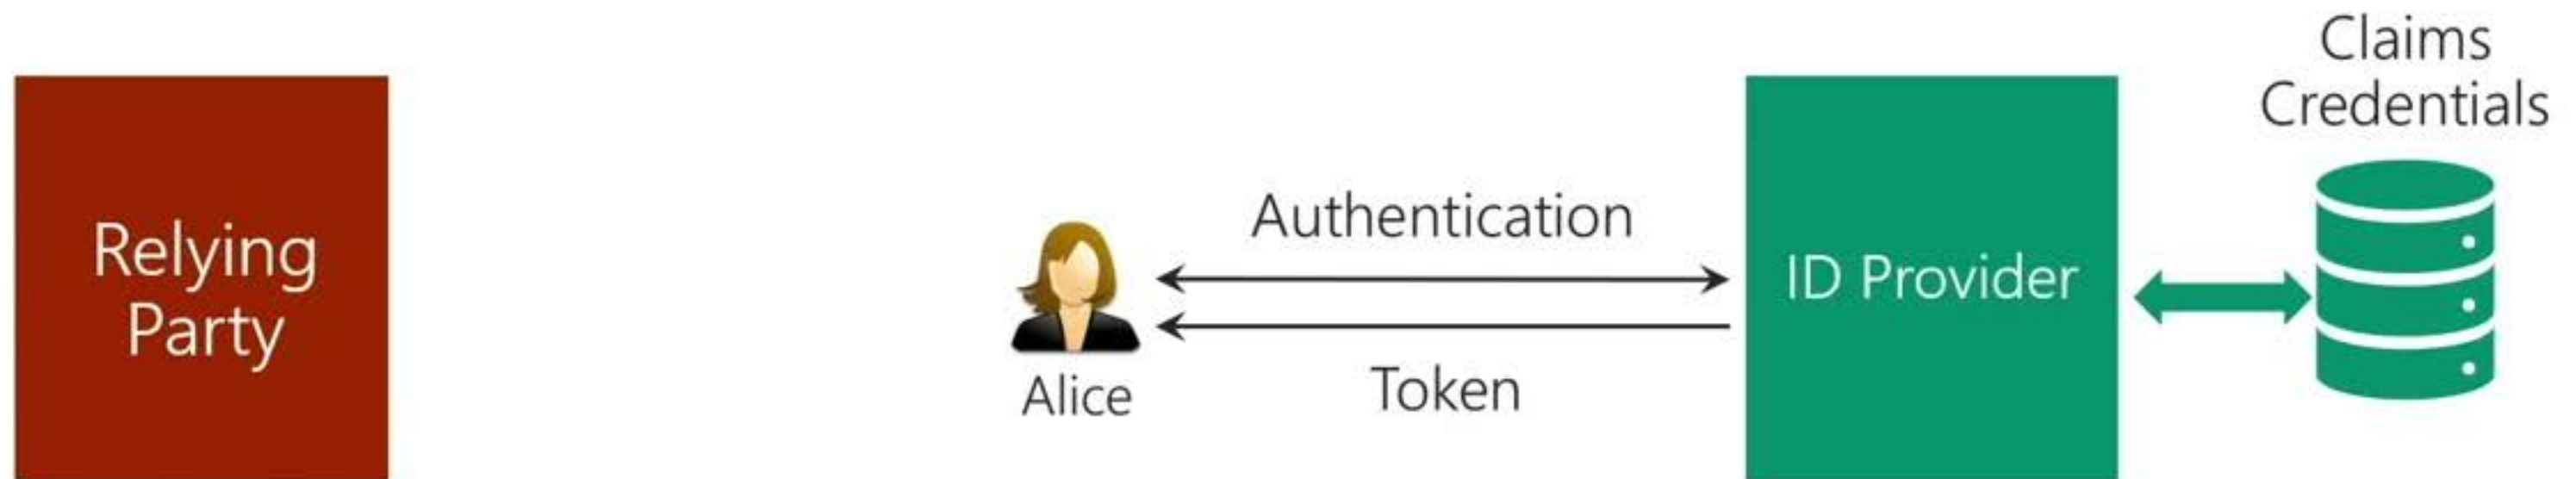 Relying
Party
Alice
Authentication
Token
ID Provider
Claims
Credentials